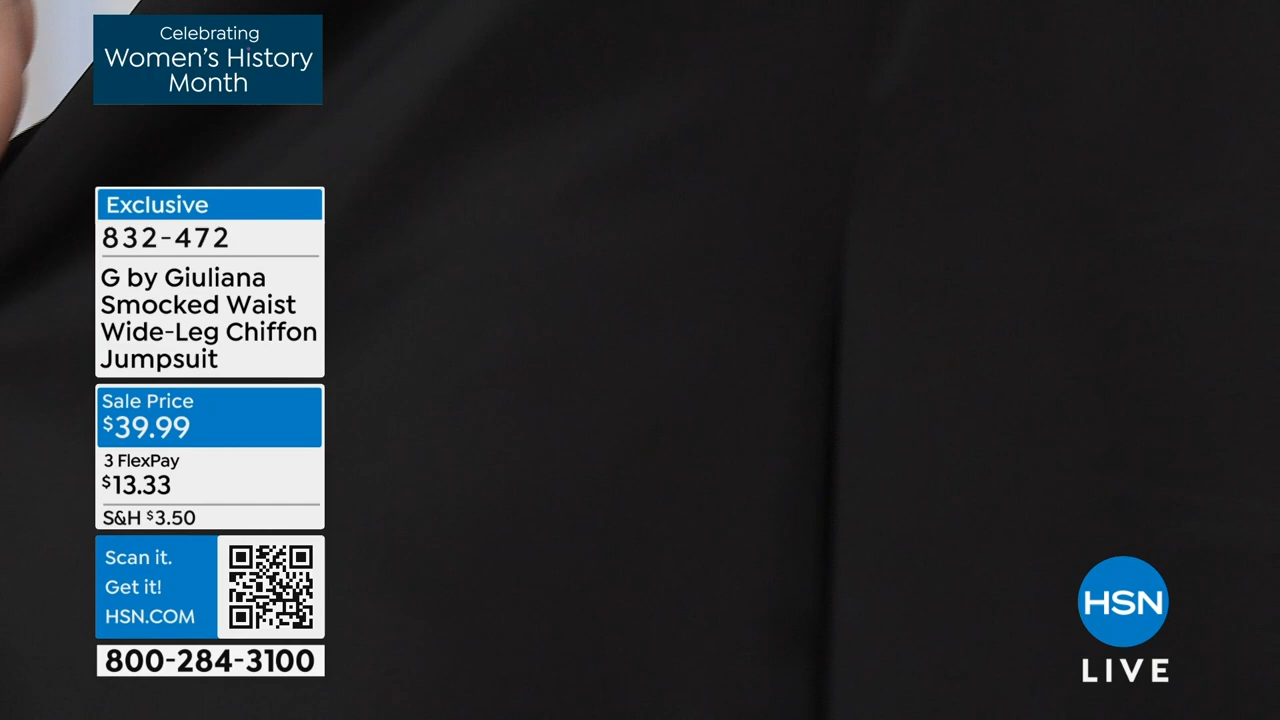 Celebrating
Women's History
Month
Exclusive
832-472
G by Giuliana
Smocked Waist
Wide-Leg Chiffon
Jumpsuit
Sale Price
$39.99
3 FlexPay
$13.33
S&H $3.50
Scan it.
Get it!
HSN.COM
800-284-3100
HSN
LIVE